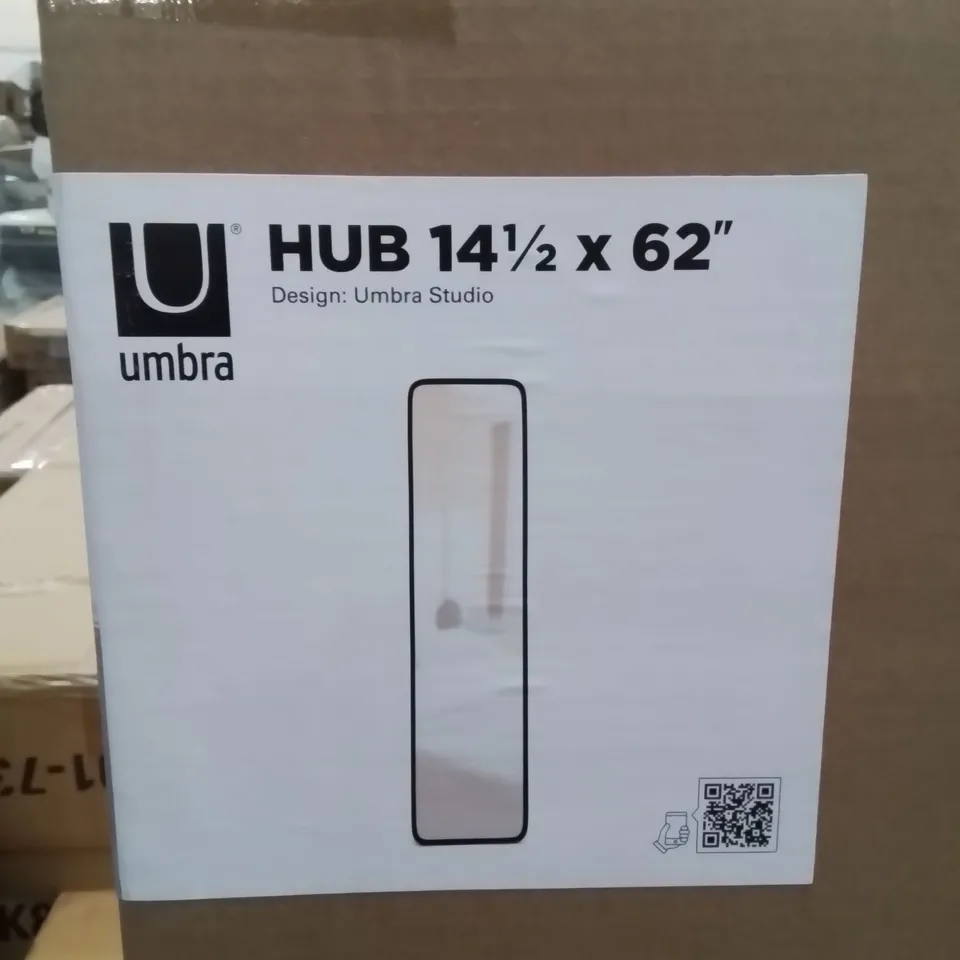 HUB 14½ x 62"
Design: Umbra Studio
U®
umbra